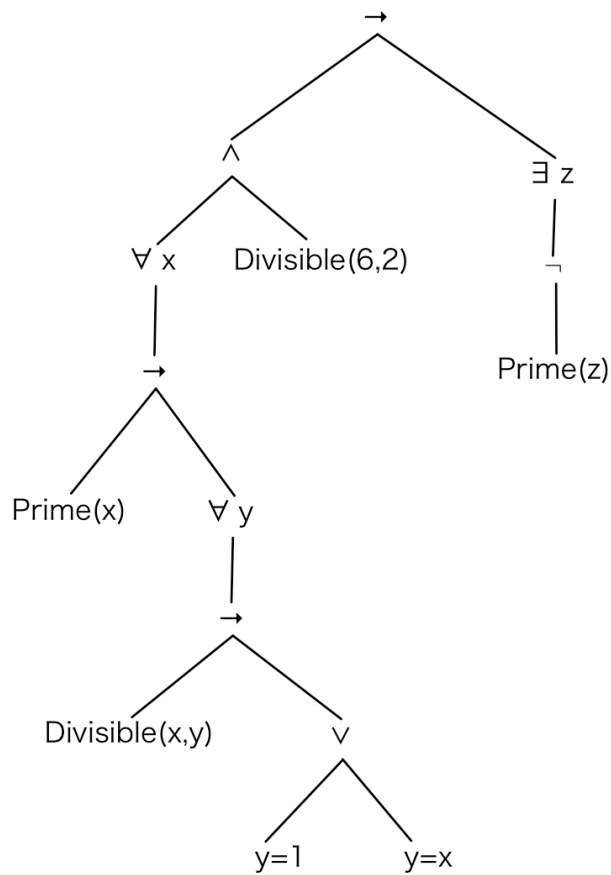 →
∧
∃ z
∀ x
Divisible(6,2)
¬
→
Prime(z)
Prime(x)
∀ y
→
Divisible(x,y)
∨
y=1
y=x